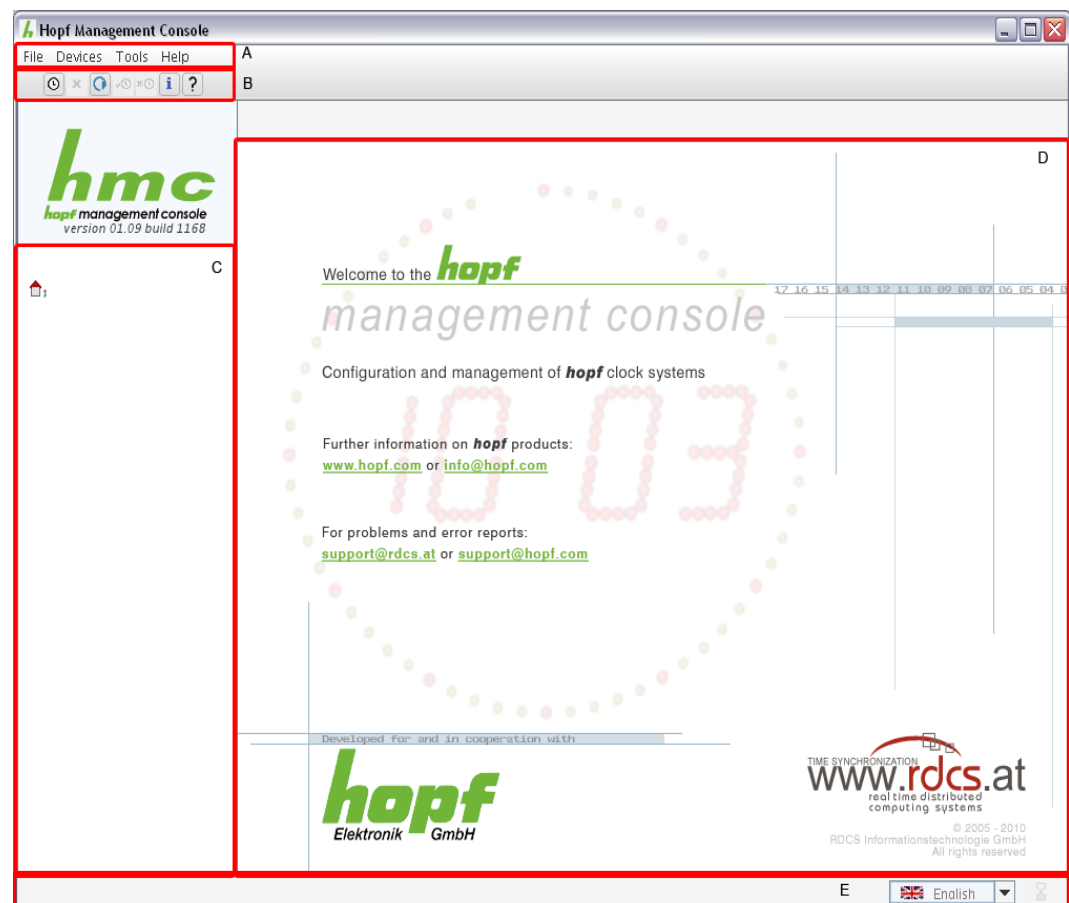 Hopf Management Console
File Devices Tools Help
A
B
?
hmc
hopf management console
version 01.09 build 1168
C
D
Welcome to the hopf
17 16 15 14 13 12 11 10 09 08 07 06 05 04 0
management console
Configuration and management of hopf clock systems
10 03
Further information on hopf products:
www.hopf.com or info@hopf.com
For problems and error reports:
support@rdcs.at or support@hopf.com
Developed for and in cooperation with
hopf
Elektronik GmbH
TIME SYNCHRONIZATION
www.rdcs.at
real time distributed
computing systems
© 2005 - 2010
RDCS Informationstechnologie GmbH
All rights reserved
E
English